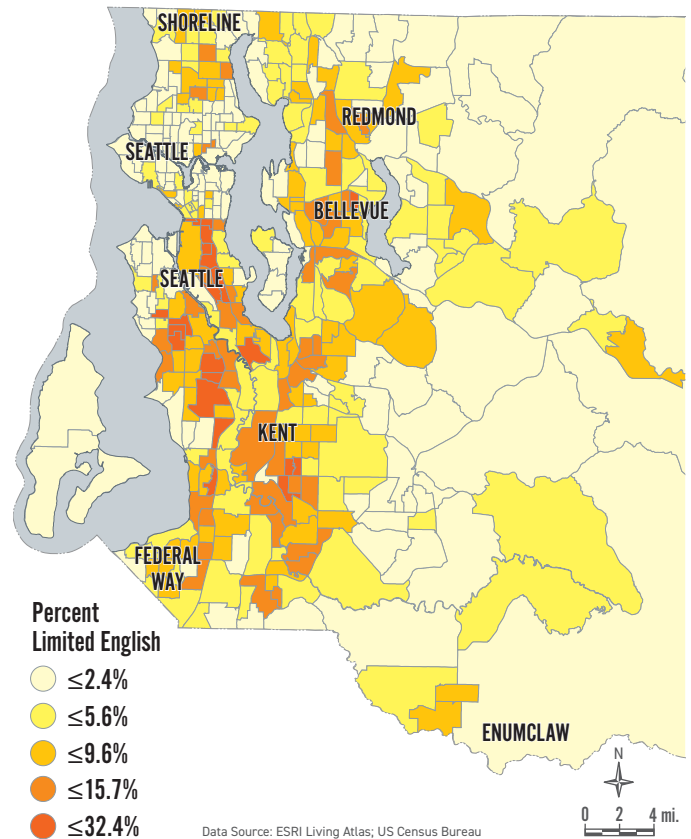 SHORELINE
REDMOND
SEATTLE
BELLEVUE
SEATTLE
KENT
FEDERAL
WAY
Percent
Limited English
≤2.4%
≤5.6%
≤9.6%
≤15.7%
≤32.4%
ENUMCLAW
N
0 2 4 mi.
Data Source: ESRI Living Atlas; US Census Bureau